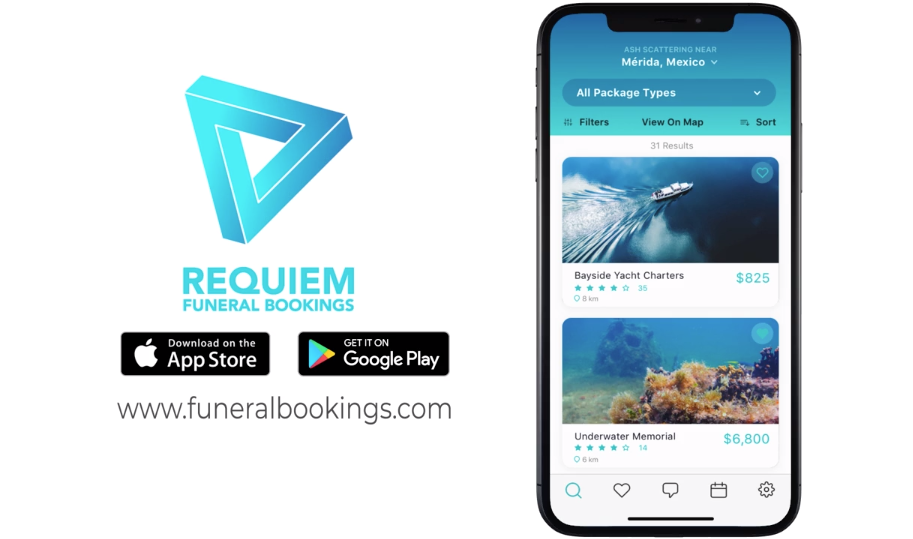 REQUIEM
FUNERAL BOOKINGS
Download on the
App Store
GET IT ON
Google Play
www.funeralbookings.com
ASH SCATTERING NEAR
Mérida, Mexico
All Package Types
Filters
View On Map
Sort
31 Results
Bayside Yacht Charters
$825
35
8 km
Underwater Memorial
$6,800
14
6 km